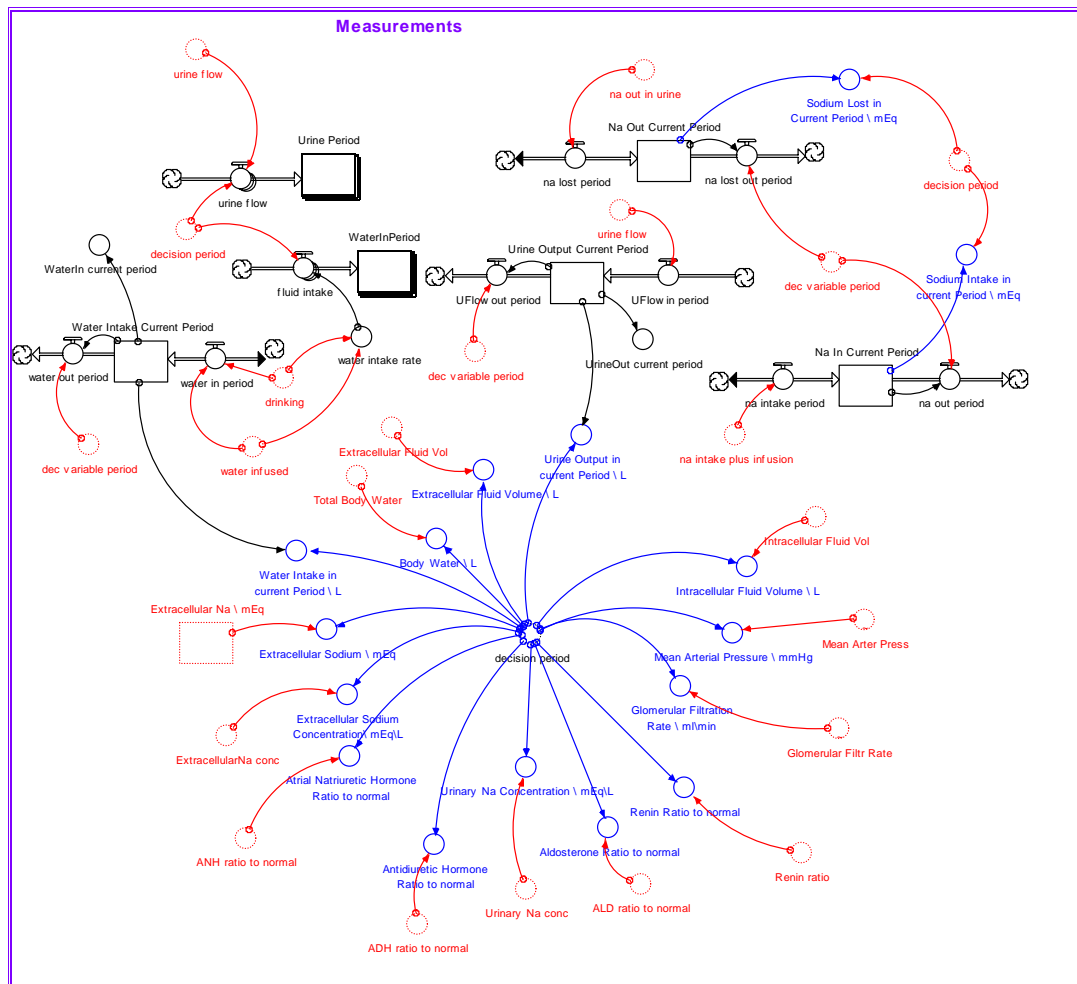 Measurements
urine flow
na out in urine
Sodium Lost in
Current Period \ mEq
Urine Period
Na Out Current Period
urine flow
na lost period
na lost out period
decision period
decision period
urine flow
WaterIn current period
WaterInPeriod
Urine Output Current Period
fluid intake
UFlow out period
UFlow in period
dec variable period
Sodium Intake in
current Period \ mEq
Water Intake Current Period
water out period
water in period
water intake rate
UrineOut current period
Na In Current Period
dec variable period
drinking
na intake period
na out period
dec variable period
water infused
Extracellular Fluid Vol
Urine Output in
current Period \ L
na intake plus infusion
Total Body Water
Extracellular Fluid Volume \ L
Intracellular Fluid Vol
Body Water \ L
Water Intake in
current Period \ L
Intracellular Fluid Volume \ L
Extracellular Na \ mEq
Extracellular Sodium \ mEq
decision period
Mean Arterial Pressure \ mmHg
Mean Arter Press
Extracellular Sodium
Concentration\ mEq\L
Glomerular Filtration
Rate \ ml\min
ExtracellularNa conc
Glomerular Filtr Rate
Atrial Natriuretic Hormone
Ratio to normal
Urinary Na Concentration \ mEq\L
Renin Ratio to normal
ANH ratio to normal
Antidiuretic Hormone
Ratio to normal
Aldosterone Ratio to normal
Renin ratio
Urinary Na conc
ALD ratio to normal
ADH ratio to normal